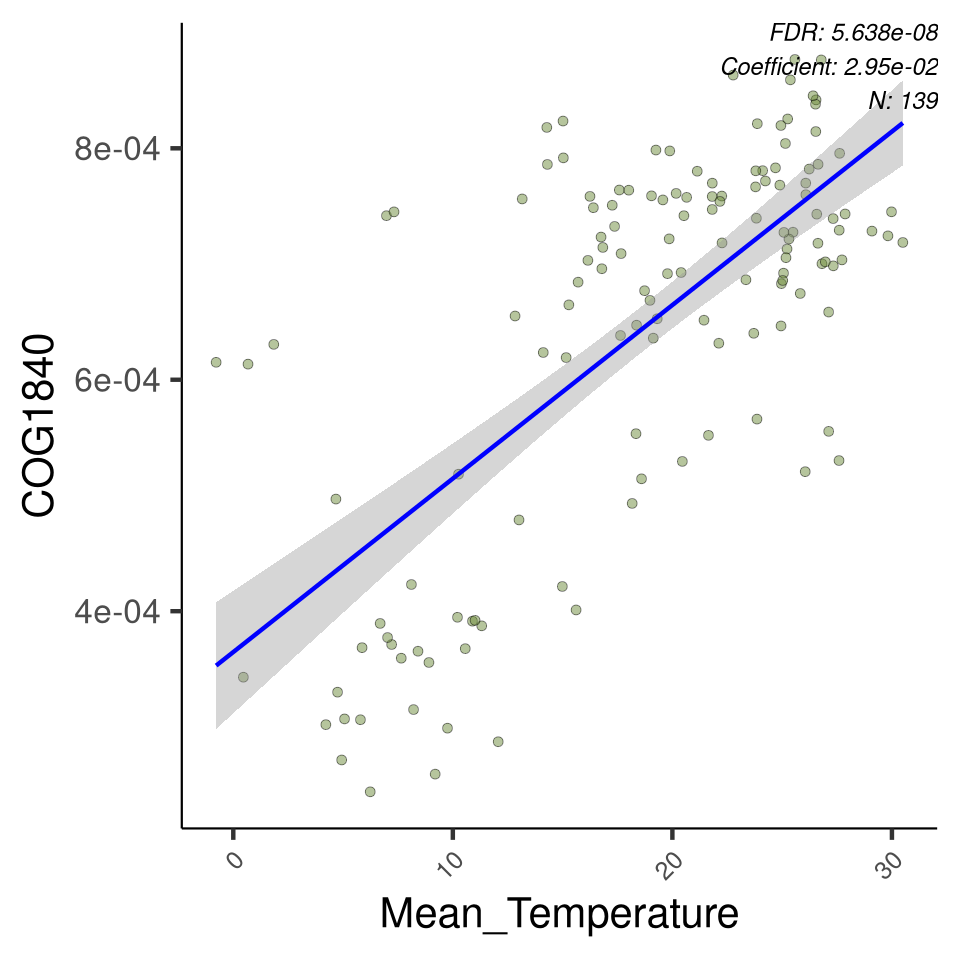 FDR: 5.638e-08
Coefficient: 2.95e-02
N: 139
8e-04
6e-04
4e-04
COG1840
0
10
20
30
Mean_Temperature